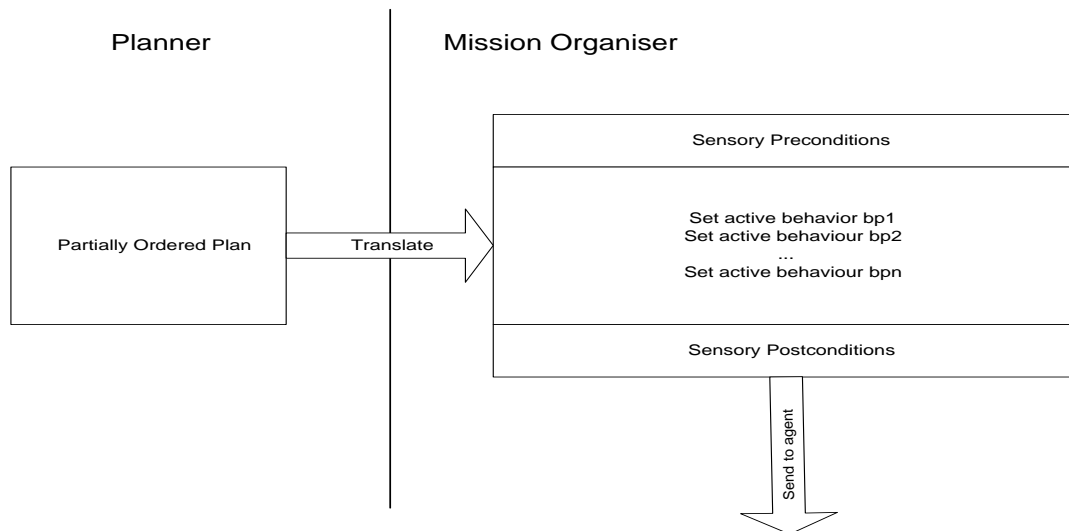 Planner
Mission Organiser
Sensory Preconditions
Partially Ordered Plan
Translate
Set active behavior bp1
Set active behaviour bp2
...
Set active behaviour bpn
Sensory Postconditions
Send to agent